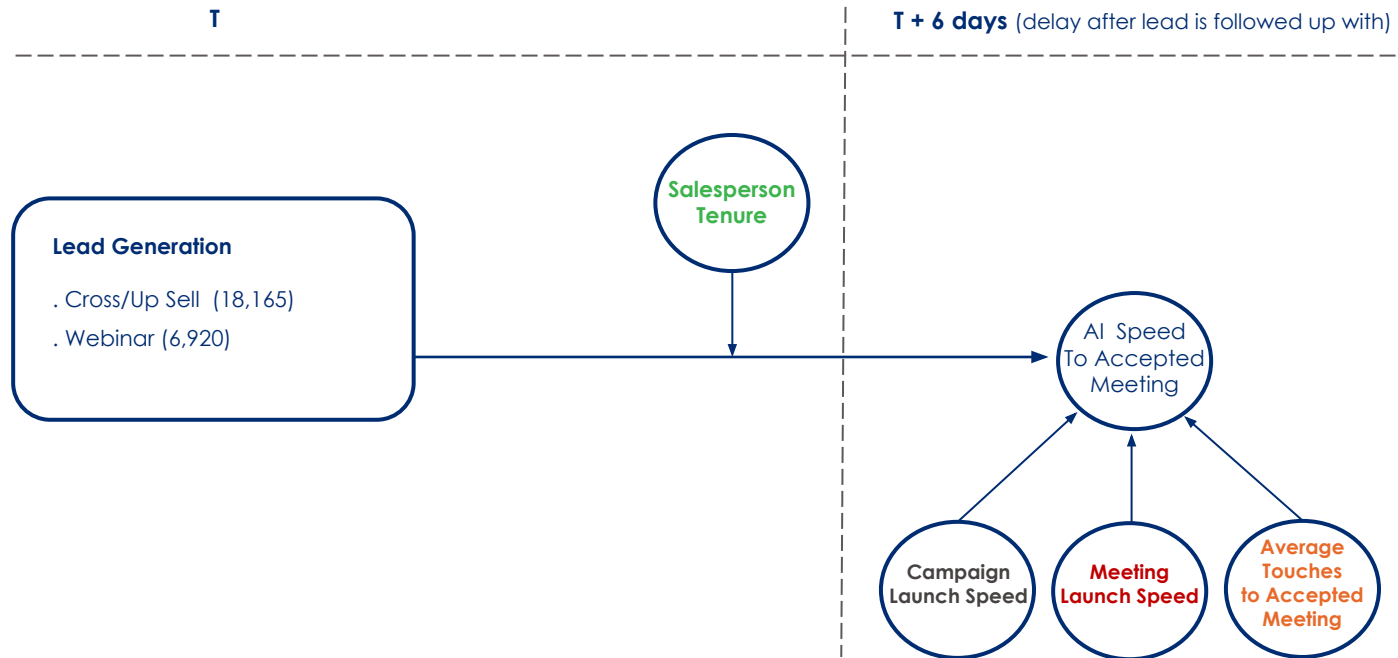 T
T + 6 days (delay after lead is followed up with)
Salesperson
Tenure
Lead Generation
. Cross/Up Sell (18,165)
. Webinar (6,920)
AI Speed
To Accepted
Meeting
Campaign
Launch Speed
Meeting
Launch Speed
Average
Touches
to Accepted
Meeting